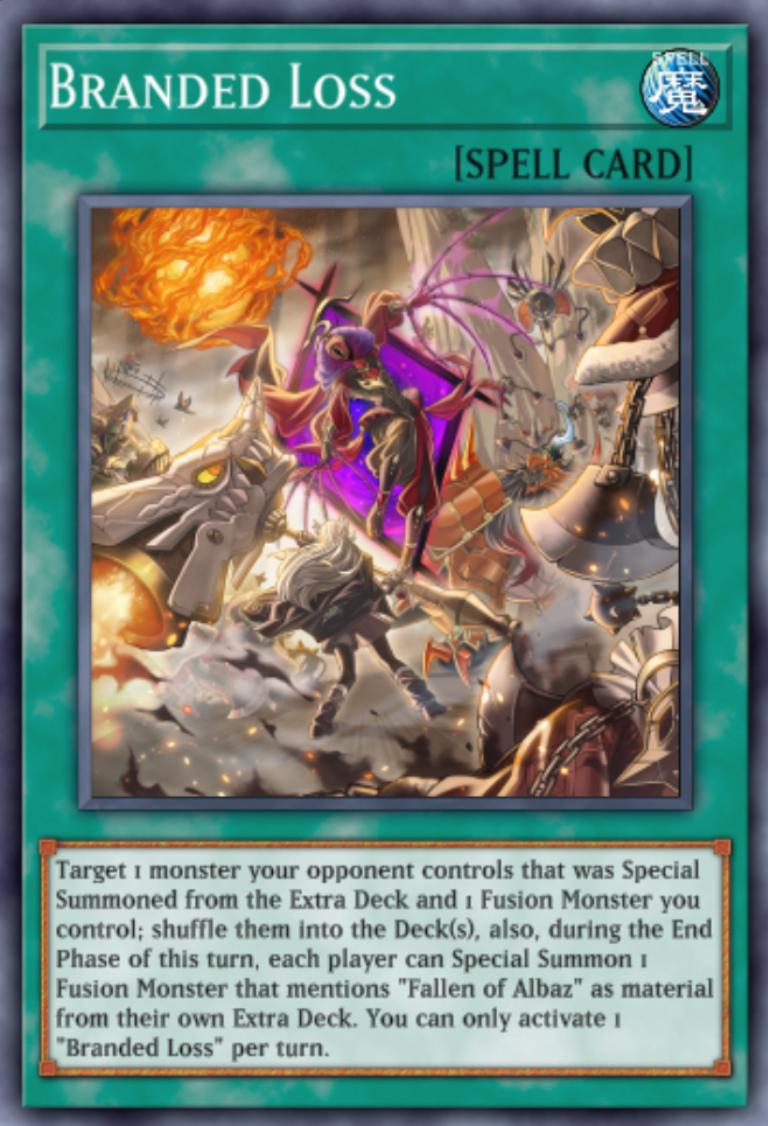 Branded Loss
SPELL
魔
[SPELL CARD]
Target 1 monster your opponent controls that was Special
Summoned from the Extra Deck and 1 Fusion Monster you
control; shuffle them into the Deck(s), also, during the End
Phase of this turn, each player can Special Summon 1
Fusion Monster that mentions "Fallen of Albaz" as material
from their own Extra Deck. You can only activate 1
"Branded Loss" per turn.